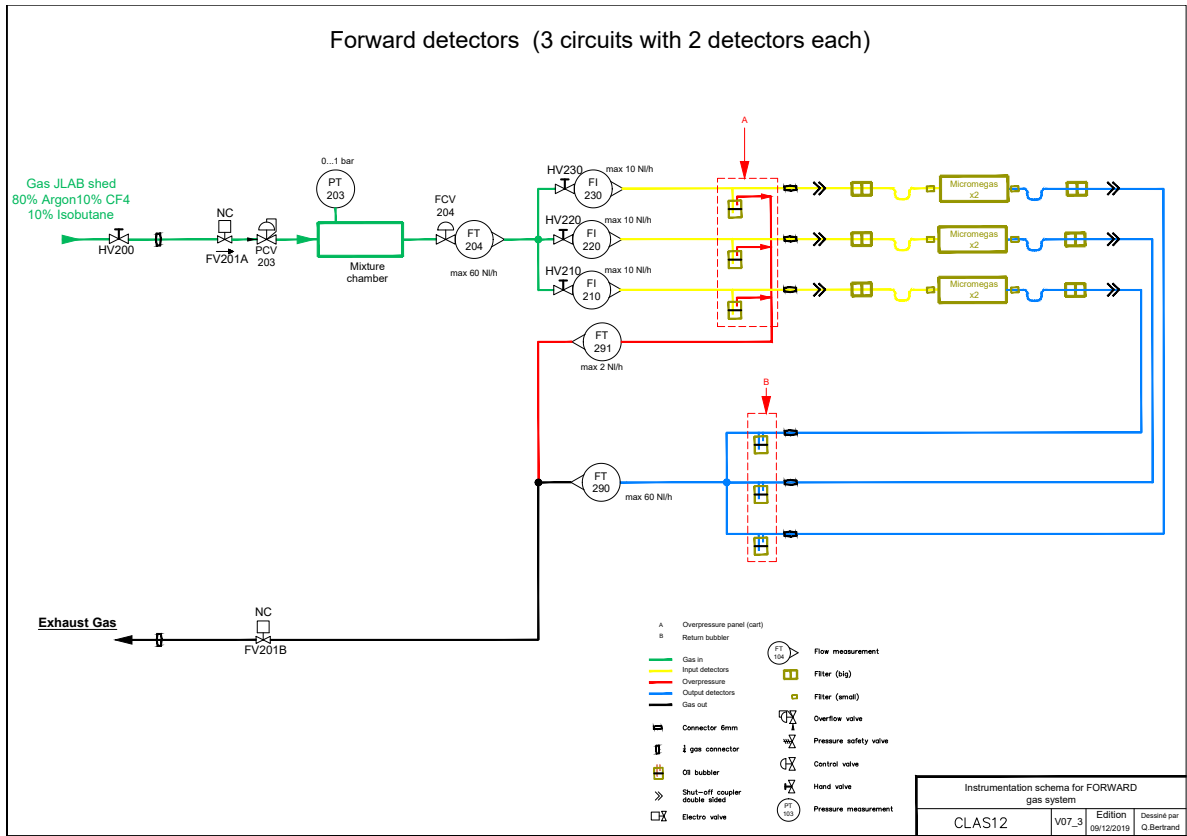 Forward detectors (3 circuits with 2 detectors each)
A
Gas JLAB shed
80% Argon10% CF4
10% Isobutane
0...1 bar
PT
203
HV230
max 10 Nl/h
FI
230
Micromegas
x2
NC
FCV
204
HV220
max 10 Nl/h
FI
220
Micromegas
x2
HV200
FV201A
PCV
203
FT
204
Mixture
chamber
max 60 Nl/h
HV210
max 10 Nl/h
FI
210
Micromegas
x2
FT
291
max 2 Nl/h
B
FT
290
max 60 Nl/h
Exhaust Gas
NC
FV201B
A Overpressure panel (cart)
B Return bubbler
Gas in
Input detectors
Overpressure
Output detectors
Gas out
Connector 6mm
gas connector
Oil bubbler
Shut-off coupler
double sided
Electro valve
FT
104
Flow measurement
Filter (big)
Filter (small)
Overflow valve
Pressure safety valve
Control valve
Hand valve
PT
103
Pressure measurement
Instrumentation schema for FORWARD
gas system
CLAS12
V07_3
Edition
09/12/2019
Dessiné par
Q.Bertrand